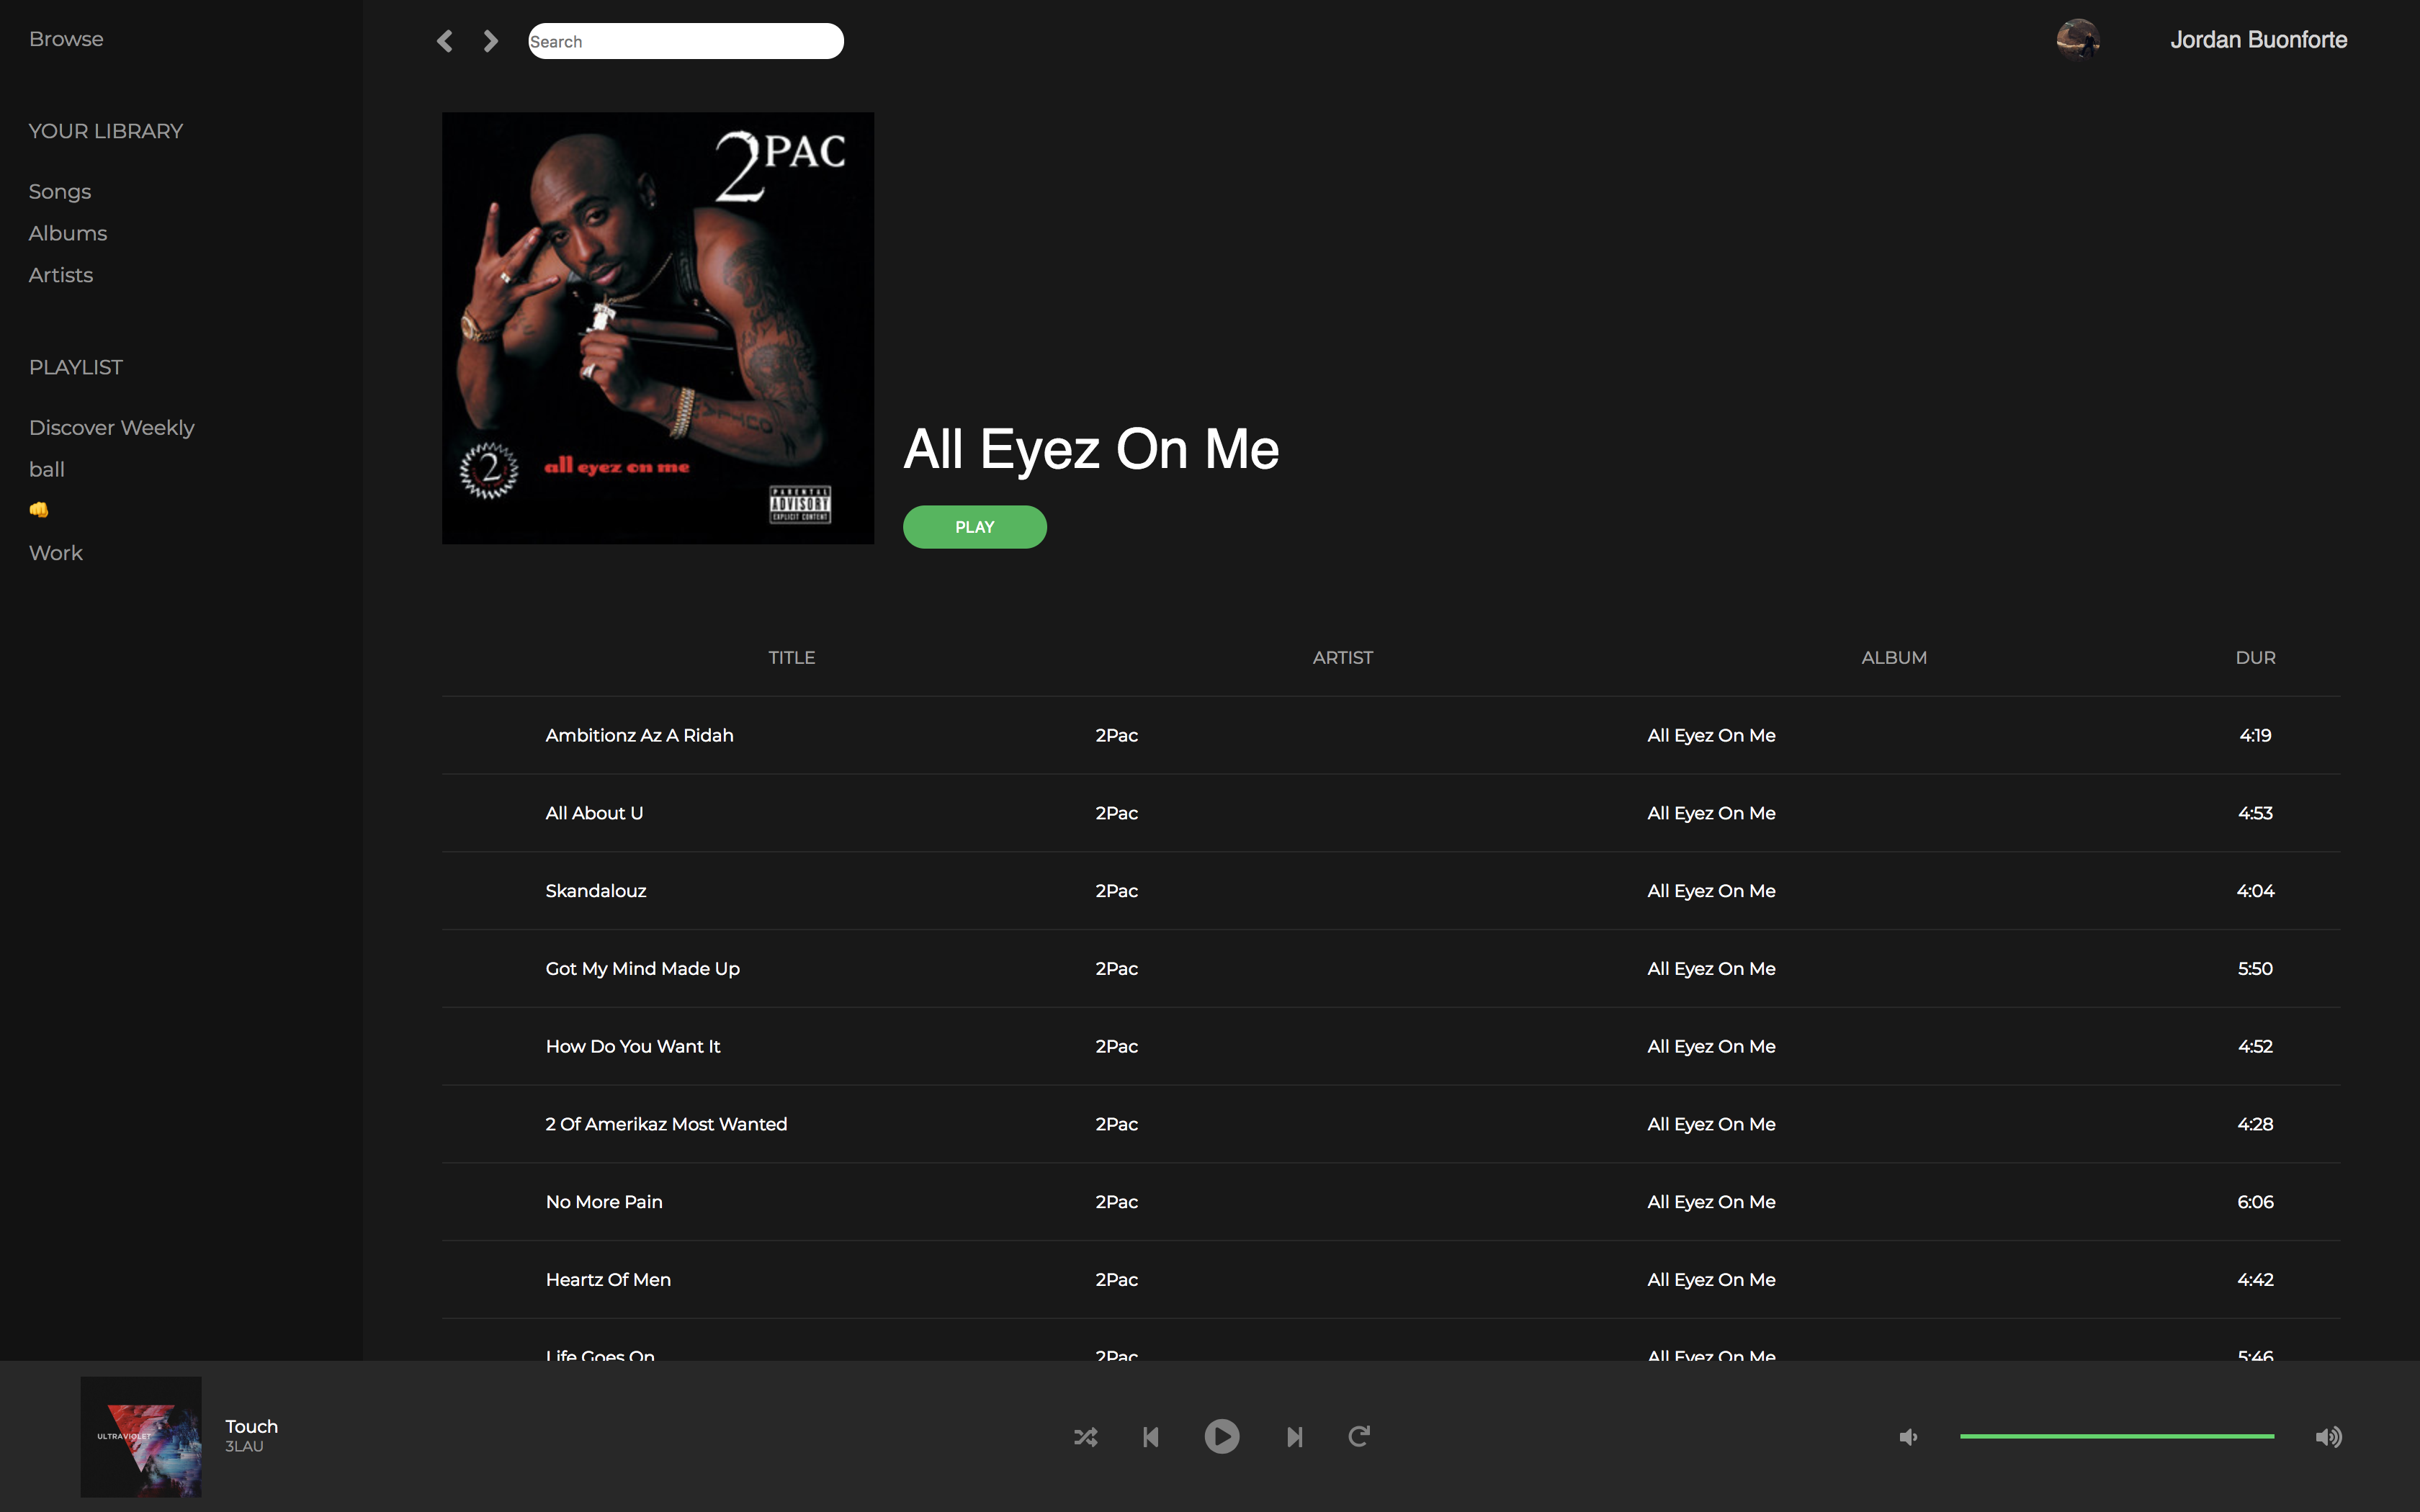 Browse
Search
Jordan Buonforte
YOUR LIBRARY
Songs
Albums
Artists
PLAYLIST
Discover Weekly
ball
👊
Work
2PAC
2
all eyez on me
PARENTAL
ADVISORY
EXPLICIT CONTENT
All Eyez On Me
PLAY
TITLE ARTIST ALBUM DUR
Ambitionz Az A Ridah 2Pac All Eyez On Me 4:19
All About U 2Pac All Eyez On Me 4:53
Skandalouz 2Pac All Eyez On Me 4:04
Got My Mind Made Up 2Pac All Eyez On Me 5:50
How Do You Want It 2Pac All Eyez On Me 4:52
2 Of Amerikaz Most Wanted 2Pac All Eyez On Me 4:28
No More Pain 2Pac All Eyez On Me 6:06
Heartz Of Men 2Pac All Eyez On Me 4:42
Life Goes On 2Pac All Eyez On Me 5:46
ULTRAVIOLET
Touch
3LAU